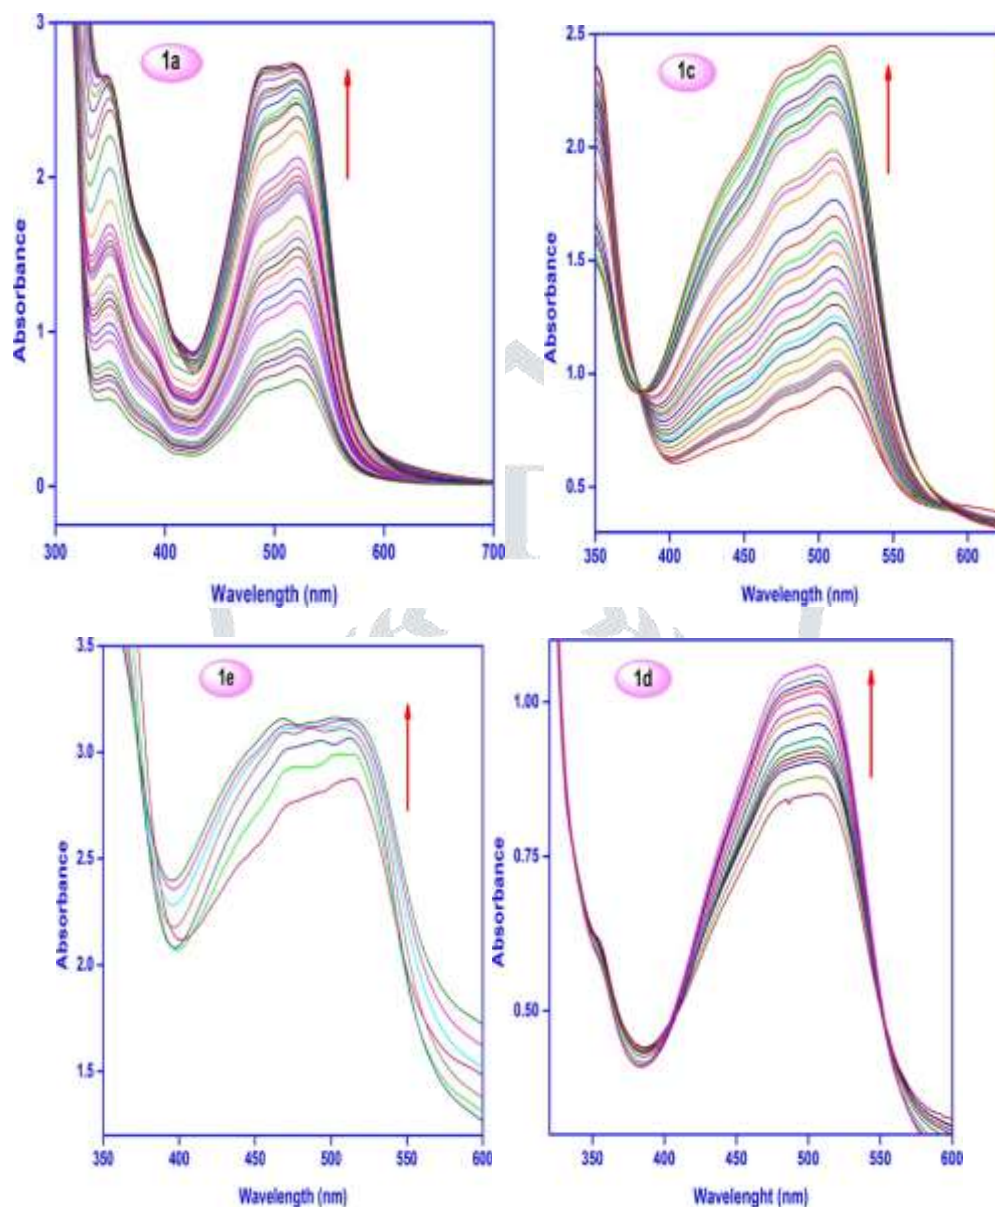 1a
3
2
1
0
Absorbance
300 400 500 600 700
Wavelength (nm)
1c
2.5
2.0
1.5
1.0
0.5
Absorbance
350 400 450 500 550 600
Wavelength (nm)
1e
3.5
3.0
2.5
2.0
1.5
Absorbance
350 400 450 500 550 600
Wavelength (nm)
1d
1.00
0.75
0.50
Absorbance
350 400 450 500 550 600
Wavelenght (nm)